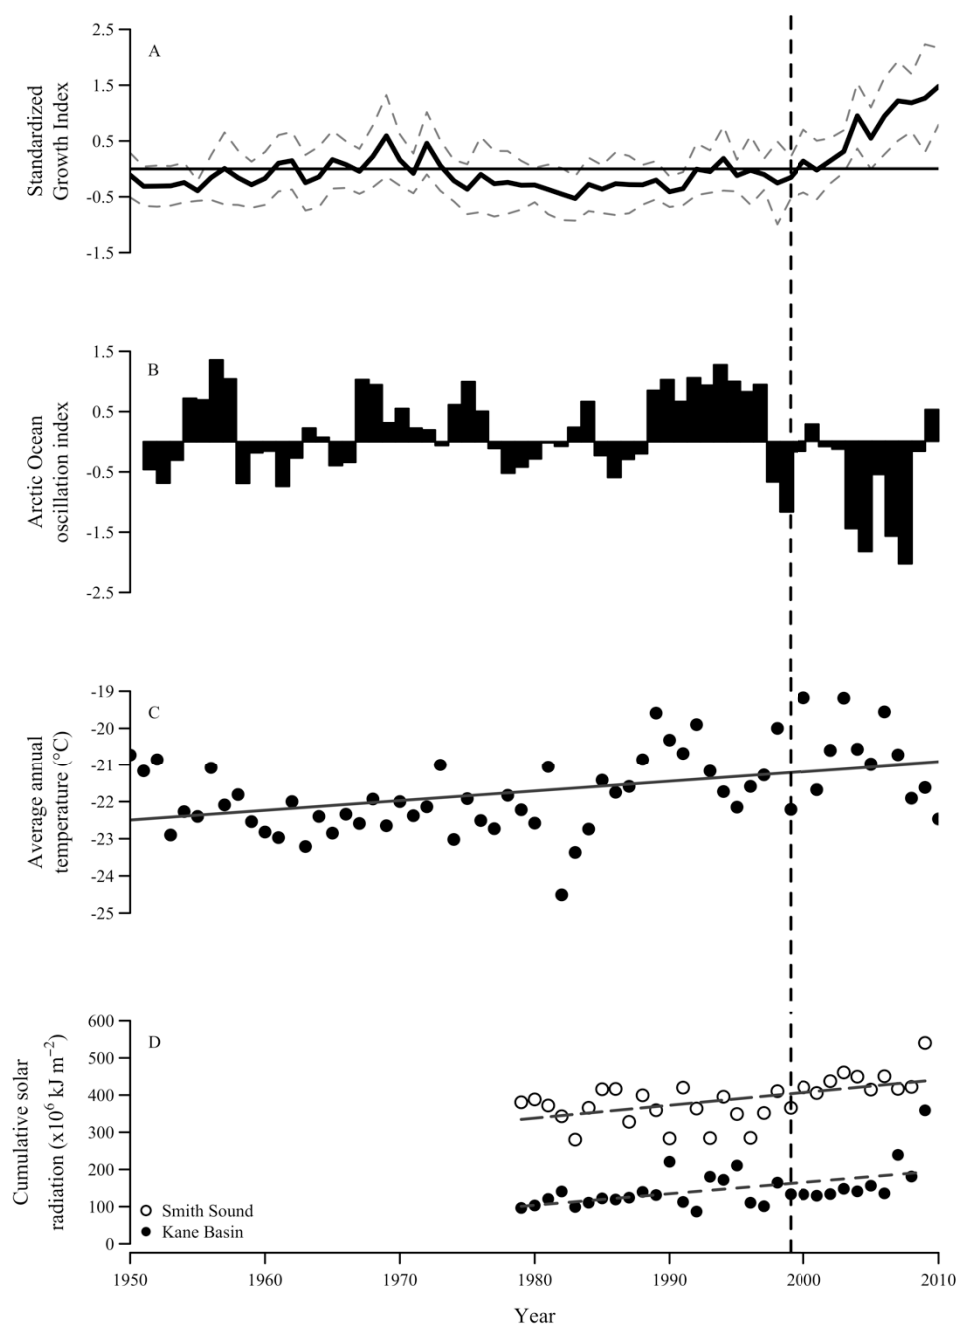 A
2.5
1.5
0.5
-0.5
-1.5
Standardized
Growth Index
B
1.5
0.5
-0.5
-1.5
-2.5
Arctic Ocean
oscillation index
C
-19
-20
-21
-22
-23
-24
-25
Average annual
temperature (°C)
D
600
500
400
300
200
100
0
Cumulative solar
radiation (x10⁶ kJ m⁻²)
Smith Sound
Kane Basin
1950 1960 1970 1980 1990 2000 2010
Year